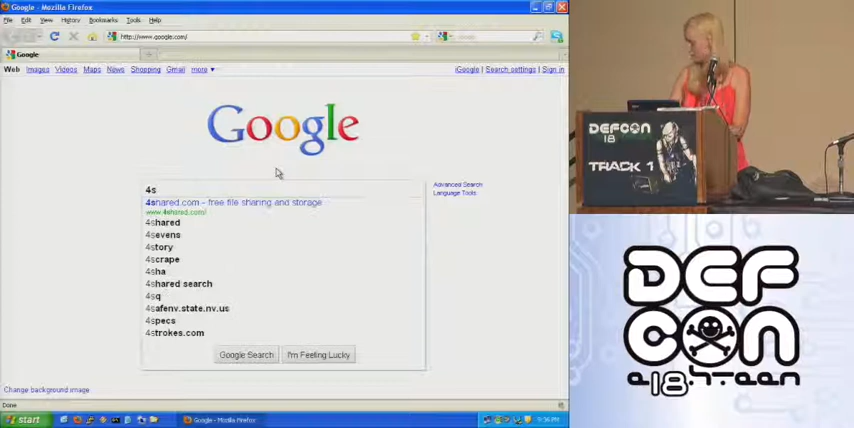 Google - Mozilla Firefox
File Edit View History Bookmarks Tools Help
http://www.google.com/
Google
Web Images Videos Maps News Shopping Gmail more
iGoogle | Search settings | Sign in
Google
4s
Advanced Search
Language Tools
4shared.com - free file sharing and storage
www.4shared.com/
4shared
4sevens
4story
4scrape
4sha
4shared search
4sq
4safenv.state.nv.us
4specs
4strokes.com
Google Search
I'm Feeling Lucky
Change background image
Done
start
Google - Mozilla Firefox
DEFCON
18
TRACK 1
DEF
CON
18